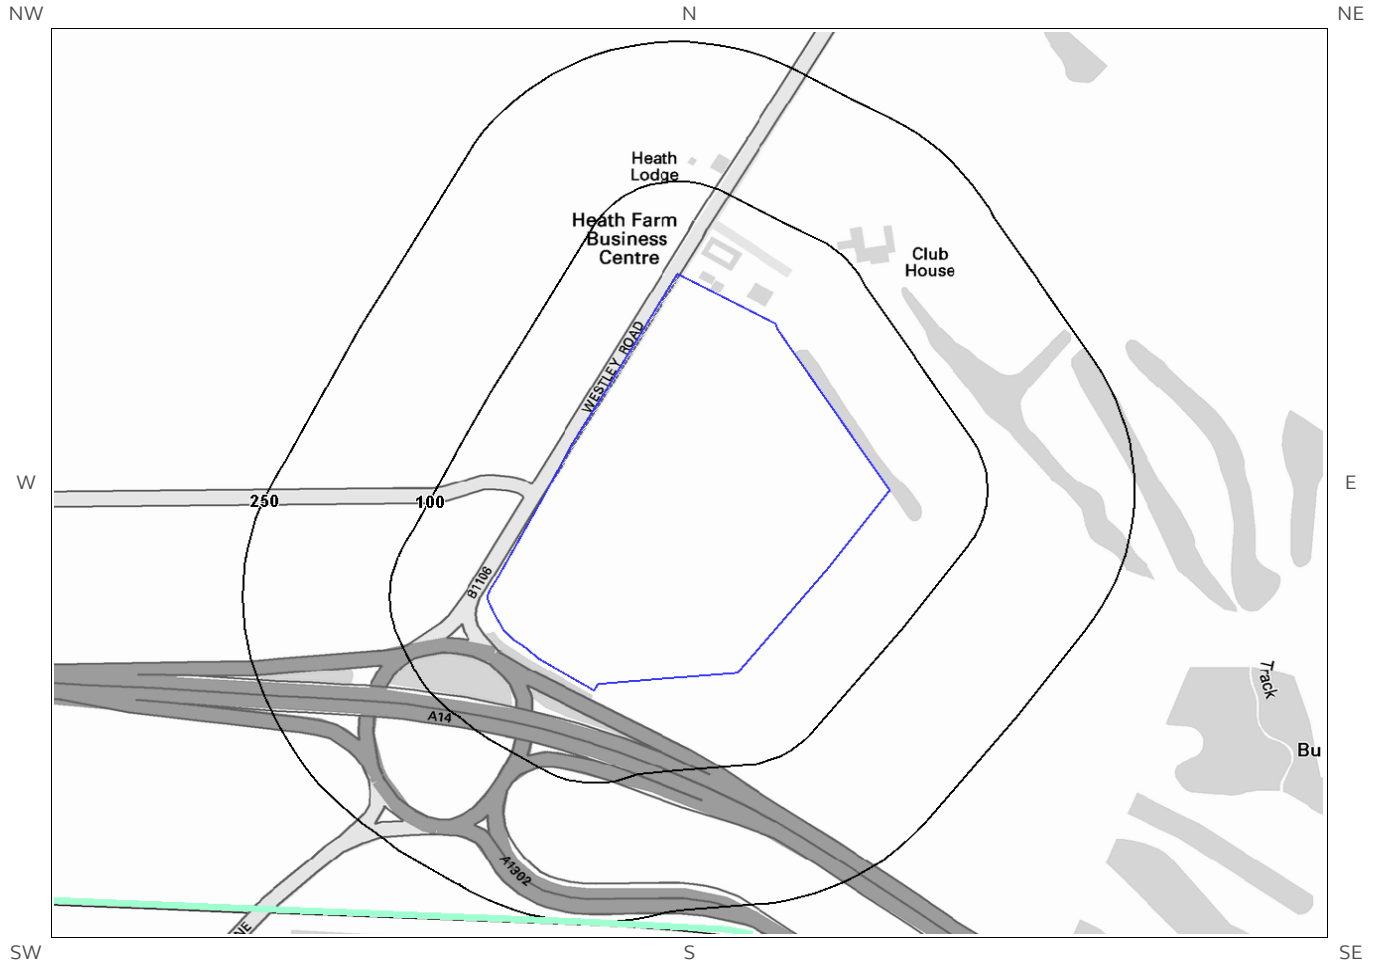 NW
N
NE
Heath
Lodge
Heath Farm
Business
Centre
Club
House
WESTLEY ROAD
W
E
250
100
B1106
Track
A14
Bu
A1302
NE
SW
S
SE